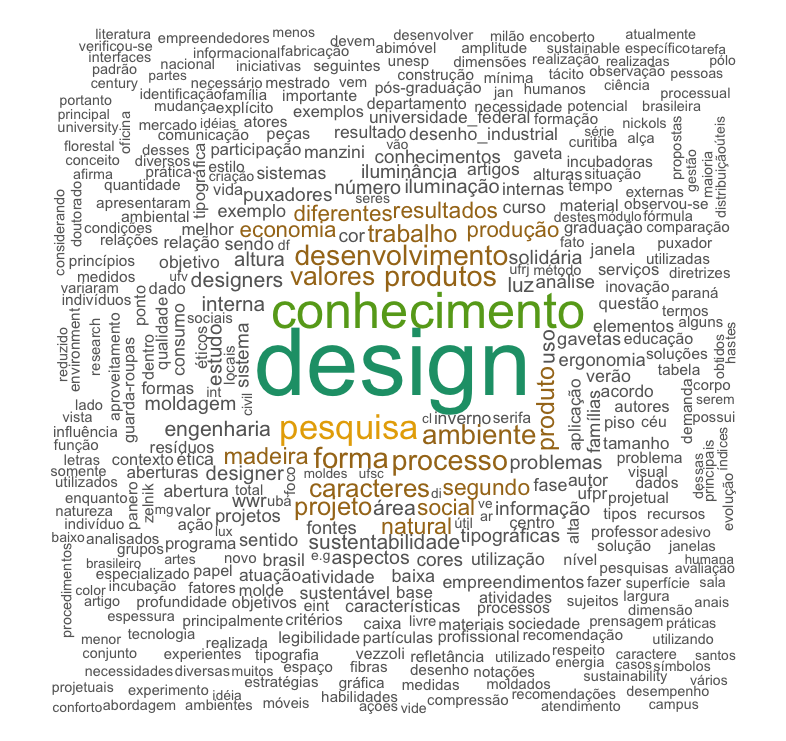 literatura empreendedores menos devem desenvolver milão encoberto atualmente
verificou-se informacional fabricação abimóvel amplitude sustainable específico tarefa
interfaces nacional iniciativas seguintes unesp dimensões realização realizadas pólo
padrão partes necessário mestrado vem construção mínima tácito observação pessoas
century identificação família importante pós-graduação jan humanos ciência processual
portanto mudança explícito exemplos departamento necessidade potencial brasileira
principal oficina mercado idéias atores universidade_federal formação nickols propostas
university comunicação peças resultado desenho_industrial série curitiba alça gestão maioria distribuição úteis
florestal desses tipográfica participação manzini vão conhecimentos gaveta incubadoras
conceito diversos estilo sistemas iluminância artigos alturas situação
afirma prática criação vida puxadores seres número iluminação internas tempo externas
considerando doutorado quantidade
apresentaram exemplo diferentes resultados curso material observou-se
ambiental economia cor trabalho produção destes módulo fórmula
condições melhor graduação comparação
relações relação sendo df desenvolvimento solidária fato janela puxador
princípios objetivo altura ufrj método serviços utilizadas
medidos ufv designers valores produtos luz análise inovação diretrizes
variaram dado questão paraná
indivíduos ponto interna conhecimento elementos termos
reduzido environment research aproveitamento guarda-roupas dentro qualidade consumo sociais éticos estudo locais sistema alguns
design produto uso gavetas educação obtidos hastes
ergonomia soluções
verão tabela
formas int acordo demanda corpo
lado moldagem civil autores serem
vista pesquisa cl inverno serifa aplicação famílias piso céu possui
influência engenharia ambiente tamanho
função resíduos madeira forma processo problemas problema dessas principais índices evolução
letras contexto ética visual
somente aberturas designer foco moldes ufsc autor dados
utilizados panero zelnik abertura total caracteres di segundo fase ufpr projetual
enquanto wwr ubá
natureza mg valor projetos projeto área social ve informação alta tipos recursos
indivíduo ação lux fontes natural útil ar centro professor adesivo
baixo analisados programa sentido sustentabilidade tipográficas solução janelas
procedimentos grupos artes novo brasil e.g aspectos cores utilização nível humana
brasileiro especializado papel atuação atividade baixa empreendimentos fazer pesquisas avaliação
color incubação fatores molde sustentável base atividades superfície sala
artigo profundidade objetivos eint características processos sujeitos largura anais
espessura principalmente critérios caixa livre materiais sociedade prensagem dimensão práticas
menor tecnologia realizada legibilidade partículas profissional recomendação utilizando
conjunto experientes tipografia vezzoli refletância utilizado respeito caractere santos
necessidades diversas muitos espaço fibras desenho notações energia casos símbolos
projetuais experimento idéia estratégias gráfica medidas moldados sustainability vários
conforto abordagem ambientes móveis habilidades compressão recomendações desempenho
ações vide atendimento campus